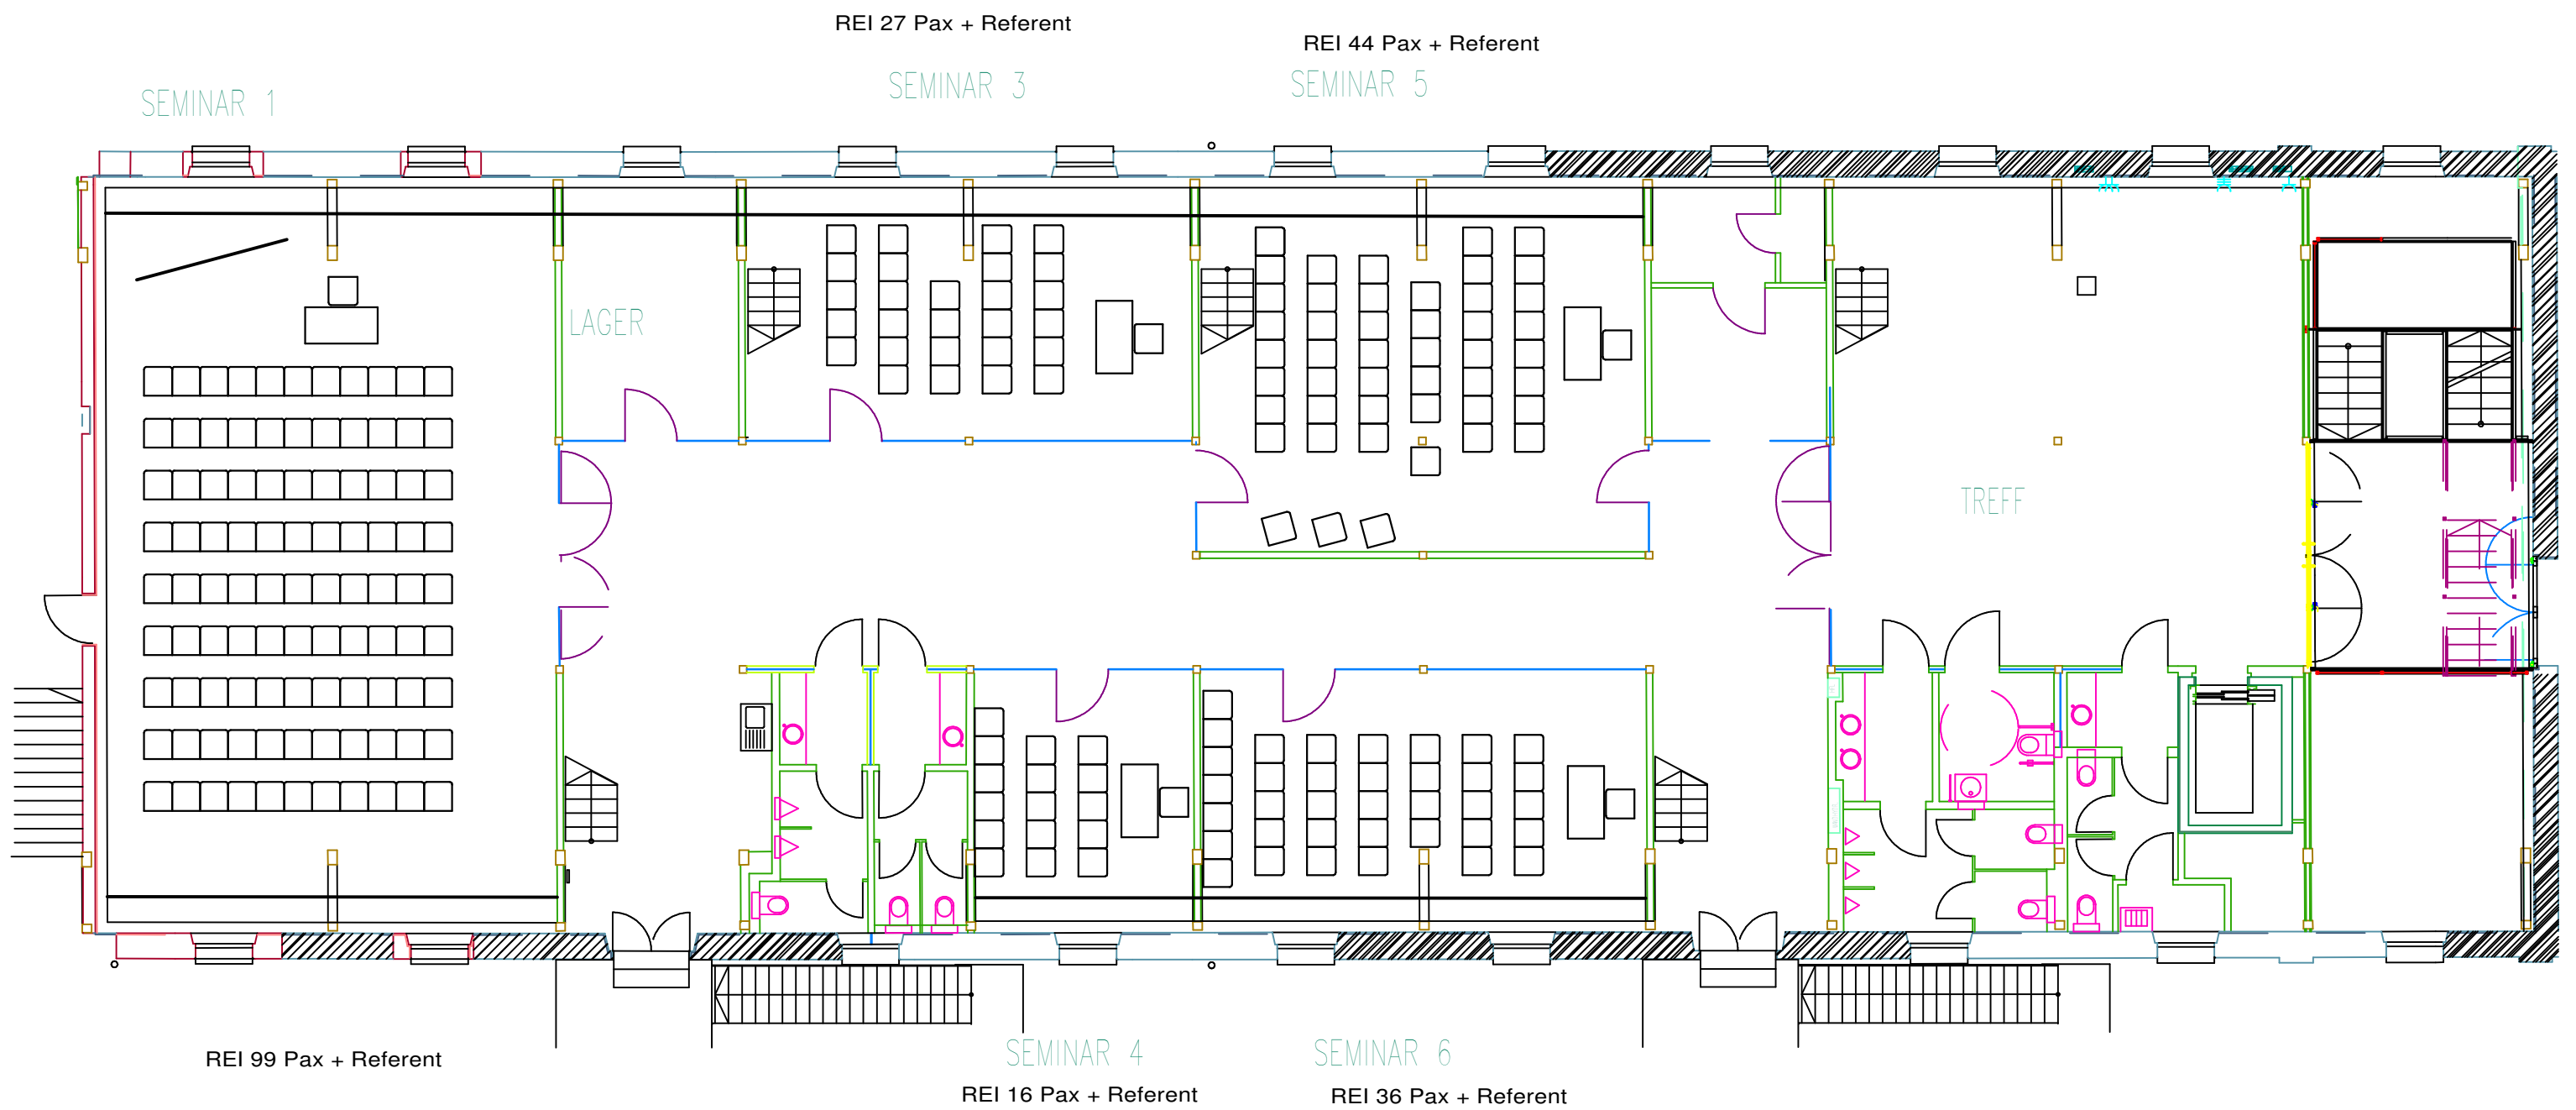 REI 27 Pax + Referent
REI 44 Pax + Referent
SEMINAR 1
SEMINAR 3
SEMINAR 5
LAGER
TREFF
SEMINAR 4
SEMINAR 6
REI 99 Pax + Referent
REI 16 Pax + Referent
REI 36 Pax + Referent